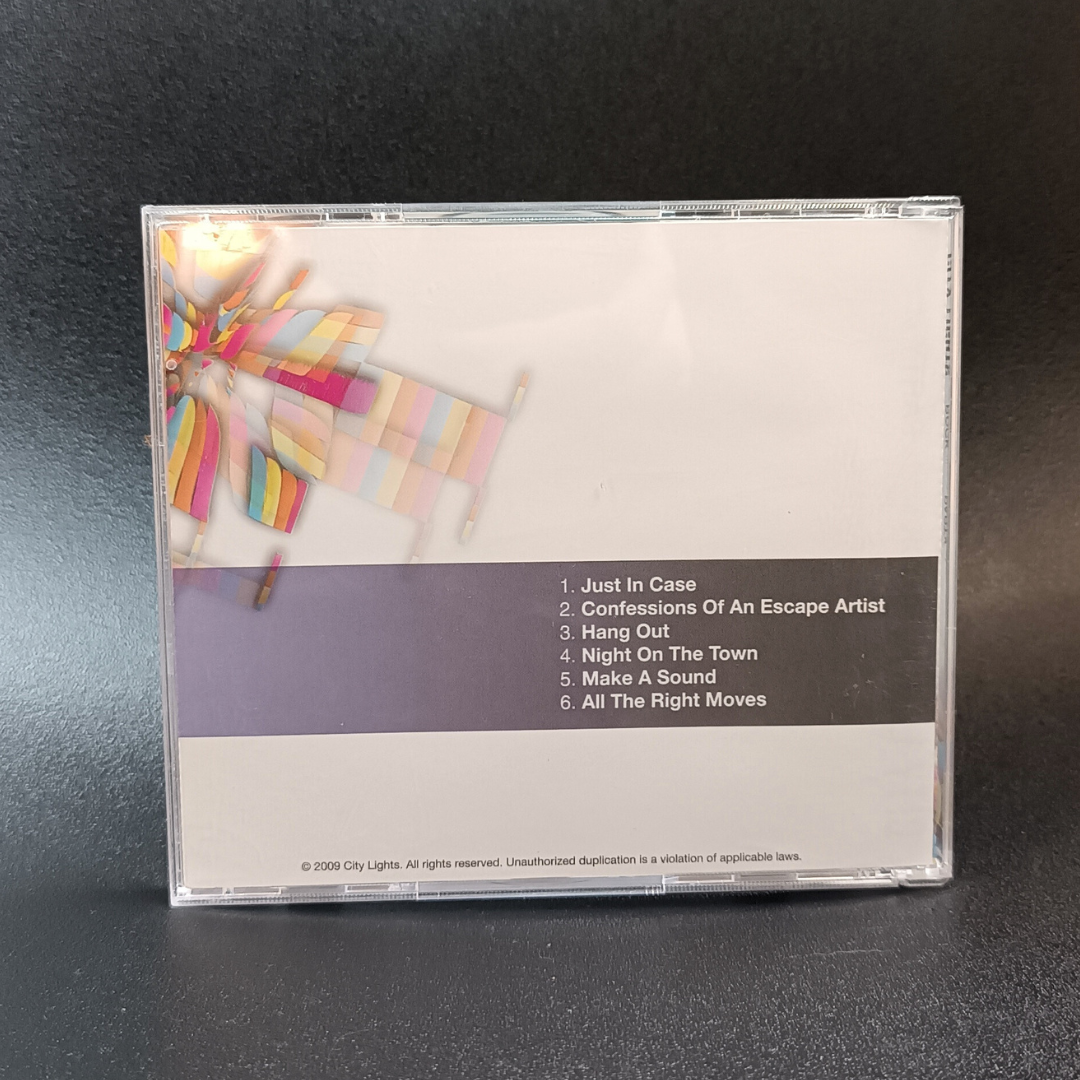 1. Just In Case
2. Confessions Of An Escape Artist
3. Hang Out
4. Night On The Town
5. Make A Sound
6. All The Right Moves
© 2009 City Lights. All rights reserved. Unauthorized duplication is a violation of applicable laws.